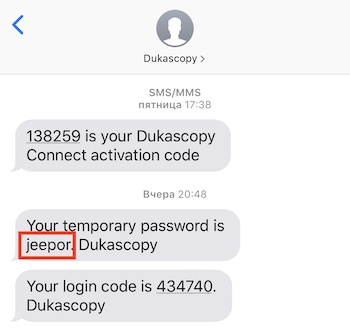 Dukascopy >
SMS/MMS
пятница 17:38
138259 is your Dukascopy
Connect activation code
Вчера 20:48
Your temporary password is
jeepor. Dukascopy
Your login code is 434740.
Dukascopy